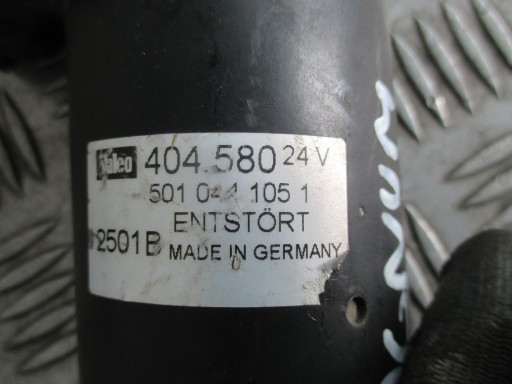 Valeo 404 580 24 V
501 044 105 1
ENTSTÖRT
2501B MADE IN GERMANY